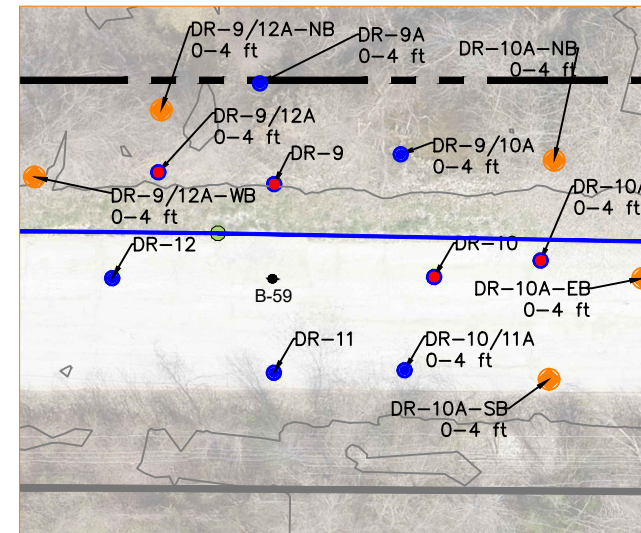 DR-9/12A-NB
0-4 ft
DR-9A
0-4 ft
DR-10A-NB
0-4 ft
DR-9/12A
0-4 ft
DR-9
DR-9/10A
0-4 ft
DR-9/12A-WB
0-4 ft
DR-10A
0-4 ft
DR-12
DR-10
B-59
DR-10A-EB
0-4 ft
DR-11
DR-10/11A
0-4 ft
DR-10A-SB
0-4 ft